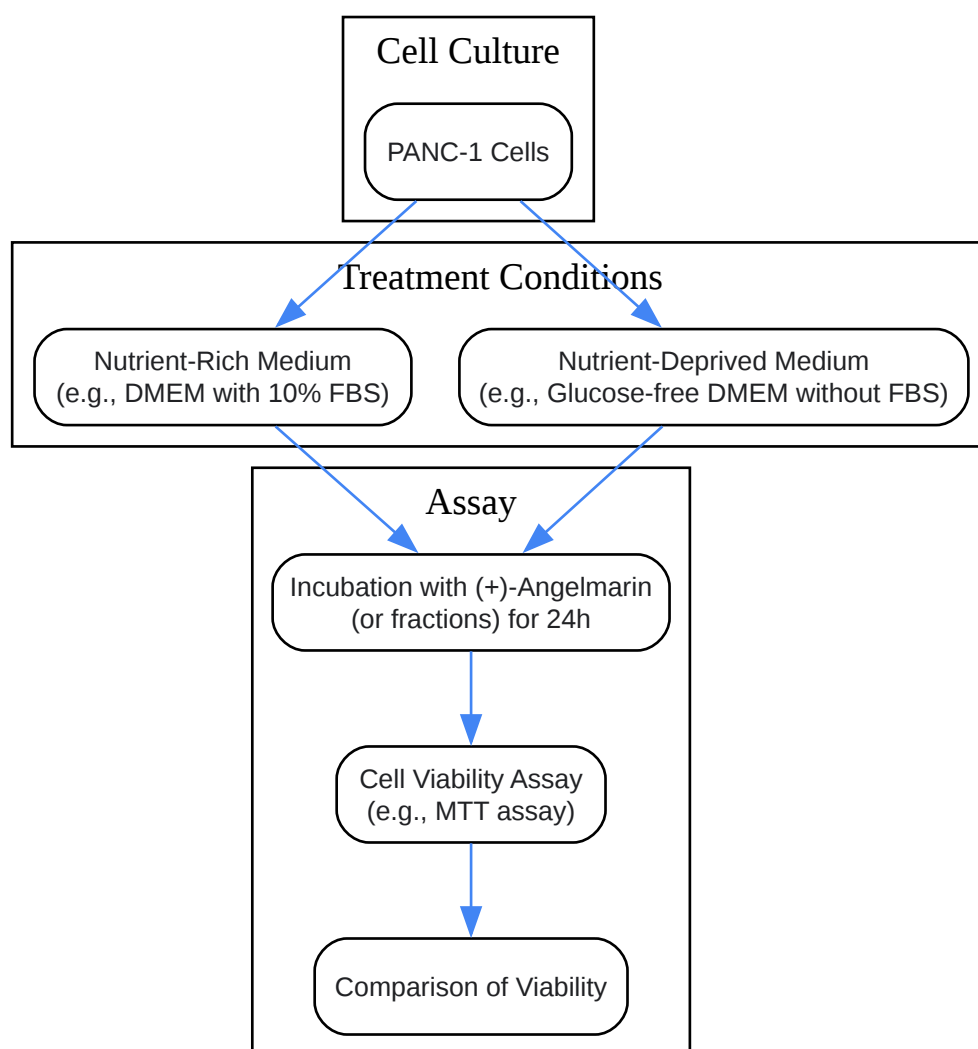 Cell Culture
PANC-1 Cells
Treatment Conditions
Nutrient-Rich Medium
(e.g., DMEM with 10% FBS)
Nutrient-Deprived Medium
(e.g., Glucose-free DMEM without FBS)
Assay
Incubation with (+)-Angelmarin
(or fractions) for 24h
Cell Viability Assay
(e.g., MTT assay)
Comparison of Viability